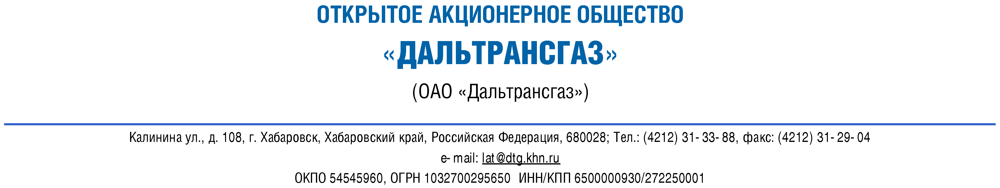 ОТКРЫТОЕ АКЦИОНЕРНОЕ ОБЩЕСТВО
«ДАЛЬТРАНСГАЗ»
(ОАО «Дальтрансгаз»)
Калинина ул., д. 108, г. Хабаровск, Хабаровский край, Российская Федерация, 680028; Тел.: (4212) 31-33-88, факс: (4212) 31-29-04
e-mail: lat@dtg.khn.ru
ОКПО 54545960, ОГРН 1032700295650 ИНН/КПП 6500000930/272250001